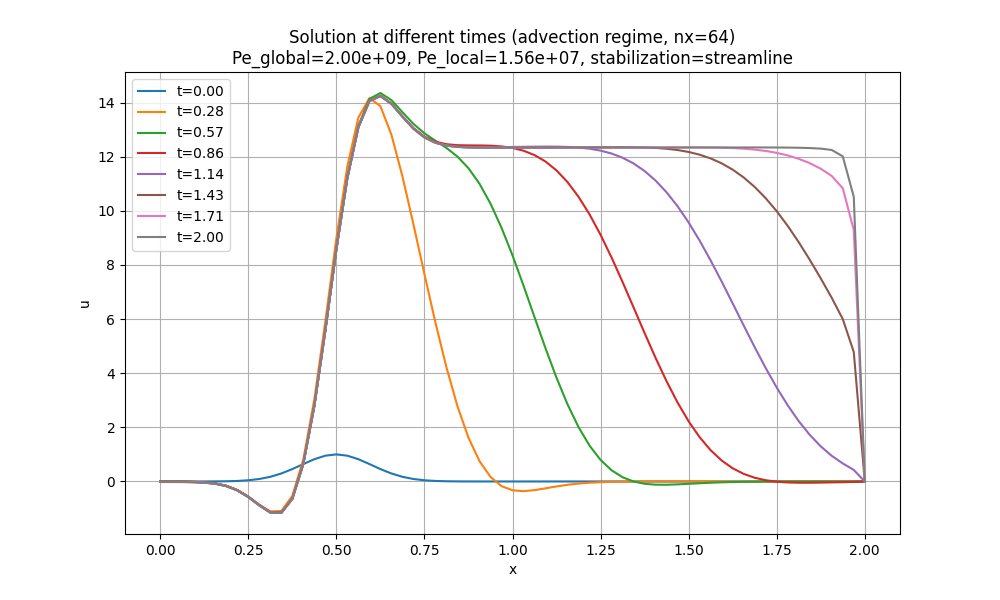 Solution at different times (advection regime, nx=64)
Pe_global=2.00e+09, Pe_local=1.56e+07, stabilization=streamline
t=0.00
t=0.28
t=0.57
t=0.86
t=1.14
t=1.43
t=1.71
t=2.00
14
12
10
8
6
4
2
0
u
0.00 0.25 0.50 0.75 1.00 1.25 1.50 1.75 2.00
x